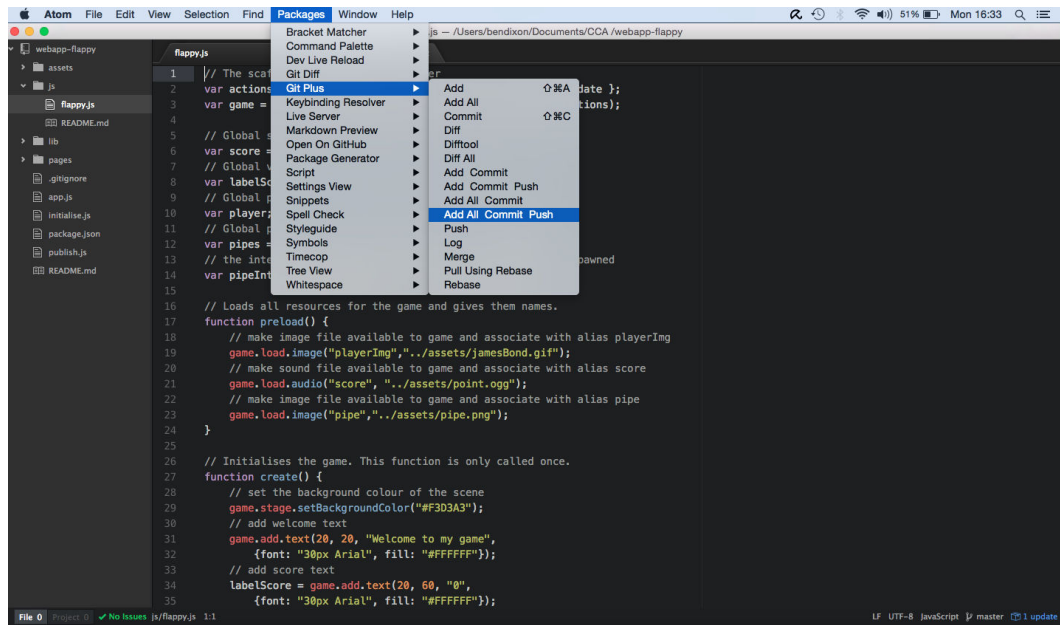 Atom File Edit View Selection Find Packages Window Help 51% Mon 16:33
.js — /Users/bendixon/Documents/CCA /webapp-flappy
webapp-flappy
assets
js
flappy.js
README.md
lib
pages
.gitignore
app.js
initialise.js
package.json
publish.js
README.md
flappy.js
Bracket Matcher
Command Palette
Dev Live Reload
Git Diff
Git Plus
Keybinding Resolver
Live Server
Markdown Preview
Open On GitHub
Package Generator
Script
Settings View
Snippets
Spell Check
Styleguide
Symbols
Timecop
Tree View
Whitespace
Add ⇧⌘A
Add All
Commit ⇧⌘C
Diff
Difftool
Diff All
Add Commit
Add Commit Push
Add All Commit
Add All Commit Push
Push
Log
Merge
Pull Using Rebase
Rebase
1 // The scaf er
2 var actions date };
3 var game = tions);
4
5 // Global s
6 var score =
7 // Global v
8 var labelSc
9 // Global p
10 var player;
11 // Global p
12 var pipes =
13 // the inte pawned
14 var pipeInt
15
16 // Loads all resources for the game and gives them names.
17 function preload() {
18 // make image file available to game and associate with alias playerImg
19 game.load.image("playerImg","../assets/jamesBond.gif");
20 // make sound file available to game and associate with alias score
21 game.load.audio("score", "../assets/point.ogg");
22 // make image file available to game and associate with alias pipe
23 game.load.image("pipe","../assets/pipe.png");
24 }
25
26 // Initialises the game. This function is only called once.
27 function create() {
28 // set the background colour of the scene
29 game.stage.setBackgroundColor("#F3D3A3");
30 // add welcome text
31 game.add.text(20, 20, "Welcome to my game",
32 {font: "30px Arial", fill: "#FFFFFF"});
33 // add score text
34 labelScore = game.add.text(20, 60, "0",
35 {font: "30px Arial", fill: "#FFFFFF"});
File 0 Project 0 No Issues js/flappy.js 1:1 LF UTF-8 JavaScript master 1 update